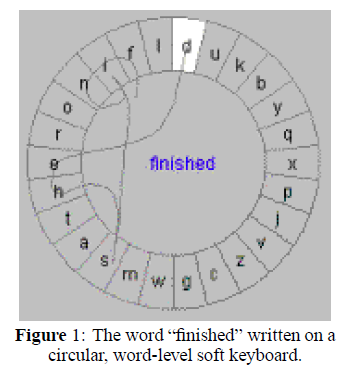 l d u k b y q x p j v z c g w m s a t h e r o n i f
finished
Figure 1: The word “finished” written on a
circular, word-level soft keyboard.